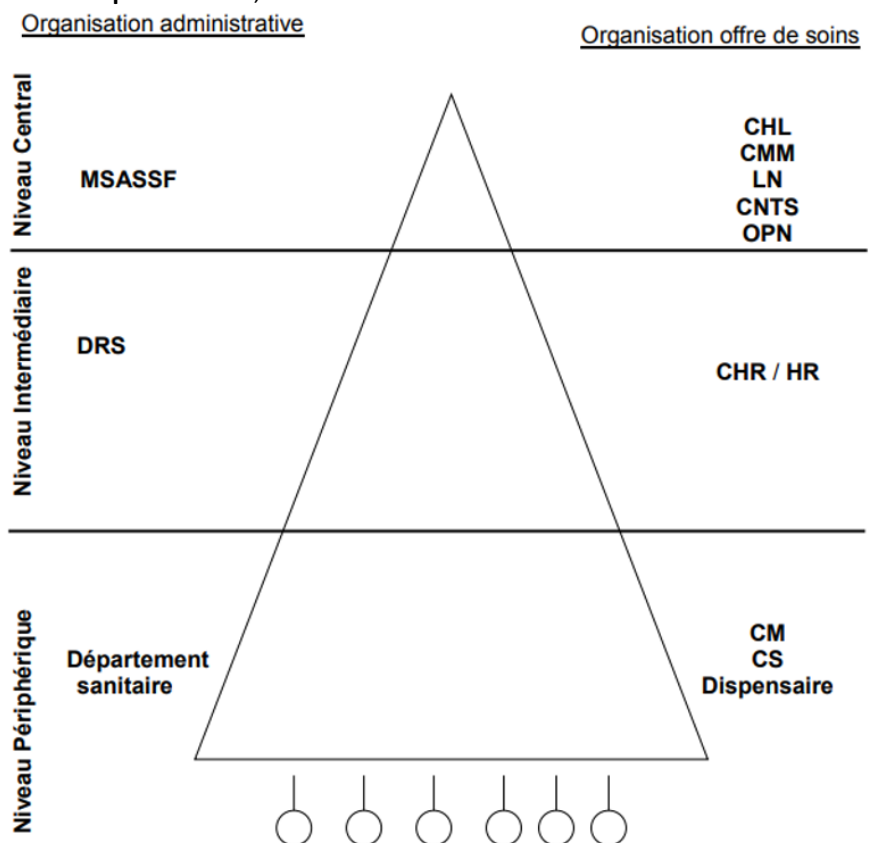 Organisation administrative
Organisation offre de soins
Niveau Central
MSASSF
CHL
CMM
LN
CNTS
OPN
Niveau Intermédiaire
DRS
CHR / HR
Niveau Périphérique
Département
sanitaire
CM
CS
Dispensaire